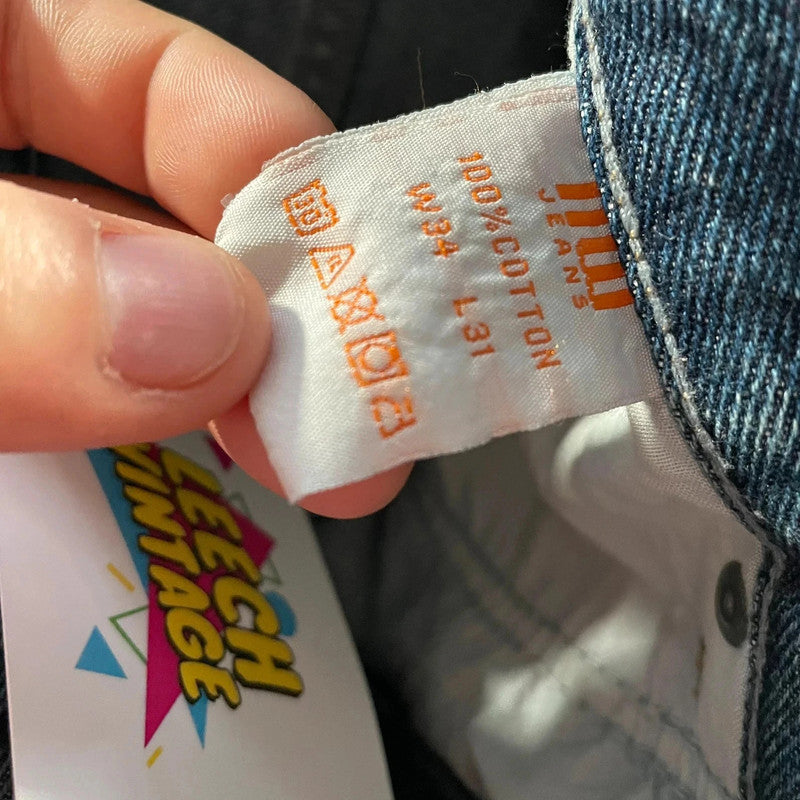 JEANS
100% COTTON
W34 L31
LEECH
VINTAGE